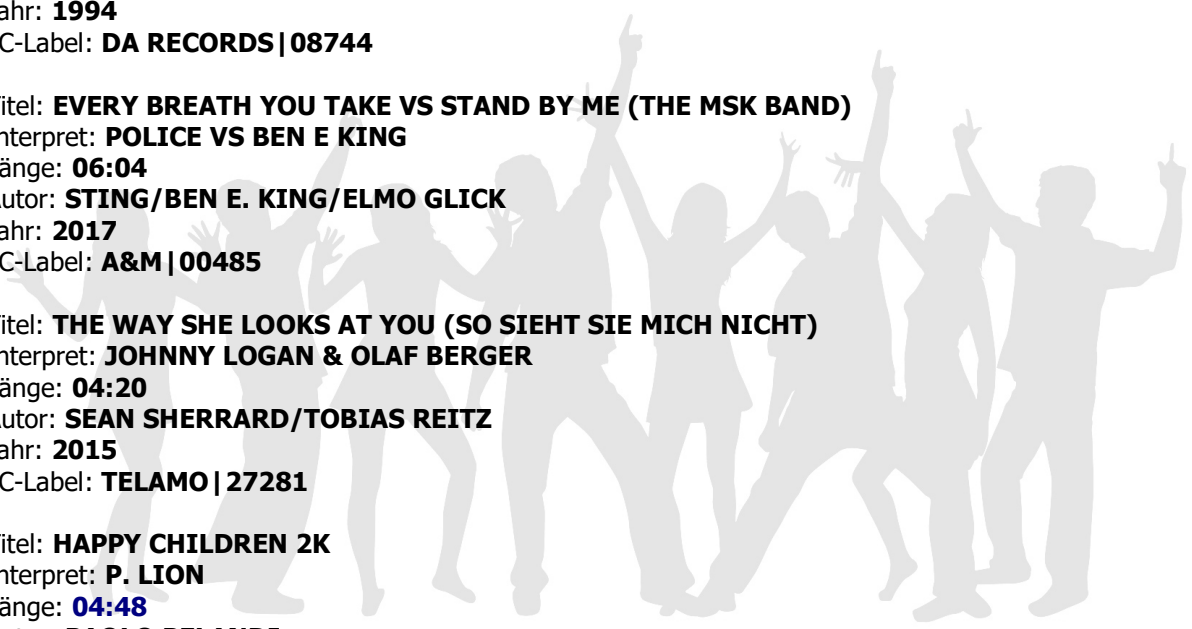 ahr: 1994
C-Label: DA RECORDS|08744
itel: EVERY BREATH YOU TAKE VS STAND BY ME (THE MSK BAND)
nterpret: POLICE VS BEN E KING
änge: 06:04
utor: STING/BEN E. KING/ELMO GLICK
ahr: 2017
C-Label: A&M|00485
itel: THE WAY SHE LOOKS AT YOU (SO SIEHT SIE MICH NICHT)
nterpret: JOHNNY LOGAN & OLAF BERGER
änge: 04:20
utor: SEAN SHERRARD/TOBIAS REITZ
ahr: 2015
C-Label: TELAMO|27281
itel: HAPPY CHILDREN 2K
nterpret: P. LION
änge: 04:48